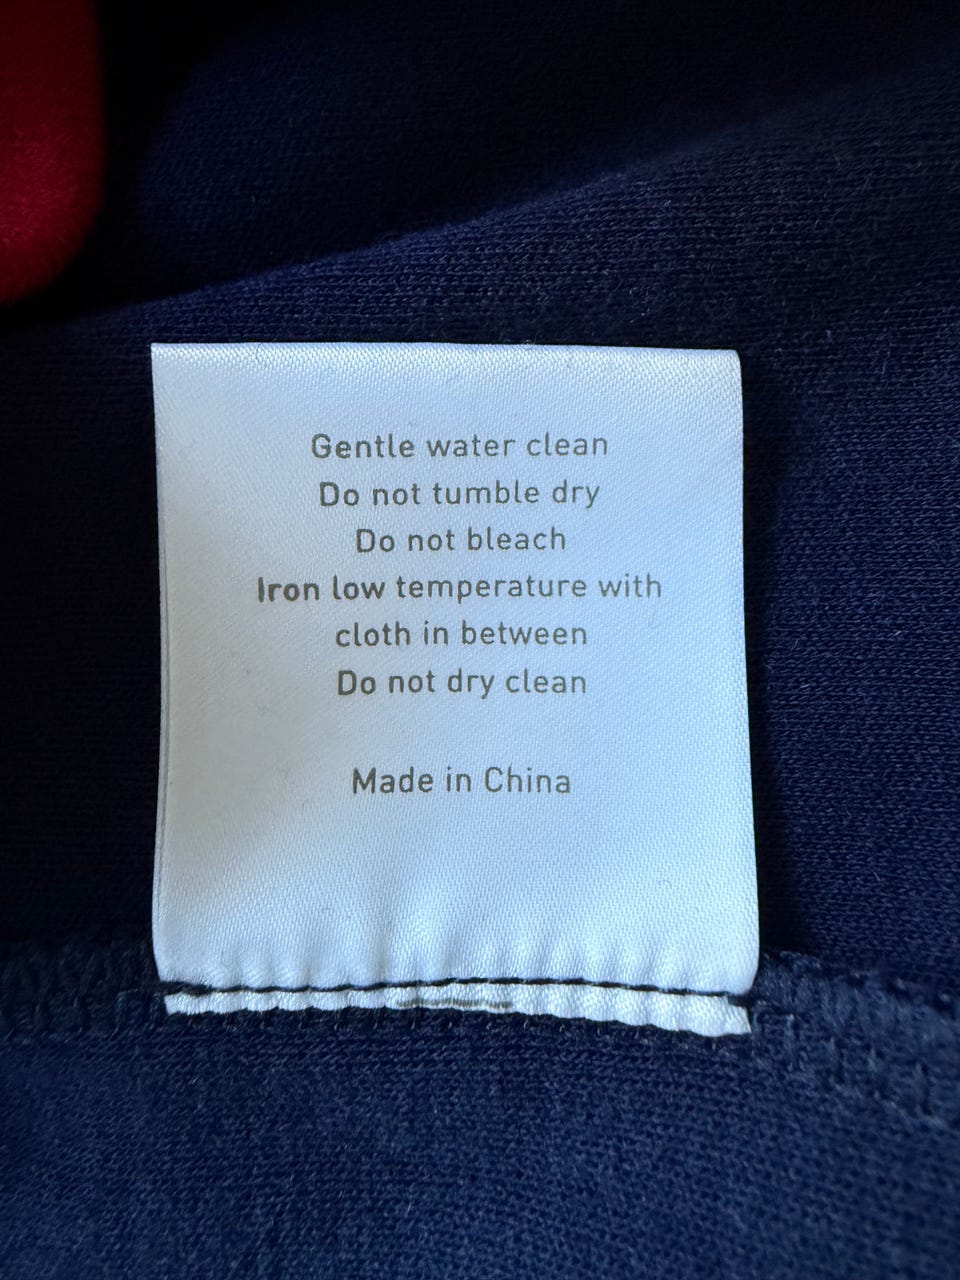 Gentle water clean
Do not tumble dry
Do not bleach
Iron low temperature with
cloth in between
Do not dry clean
Made in China